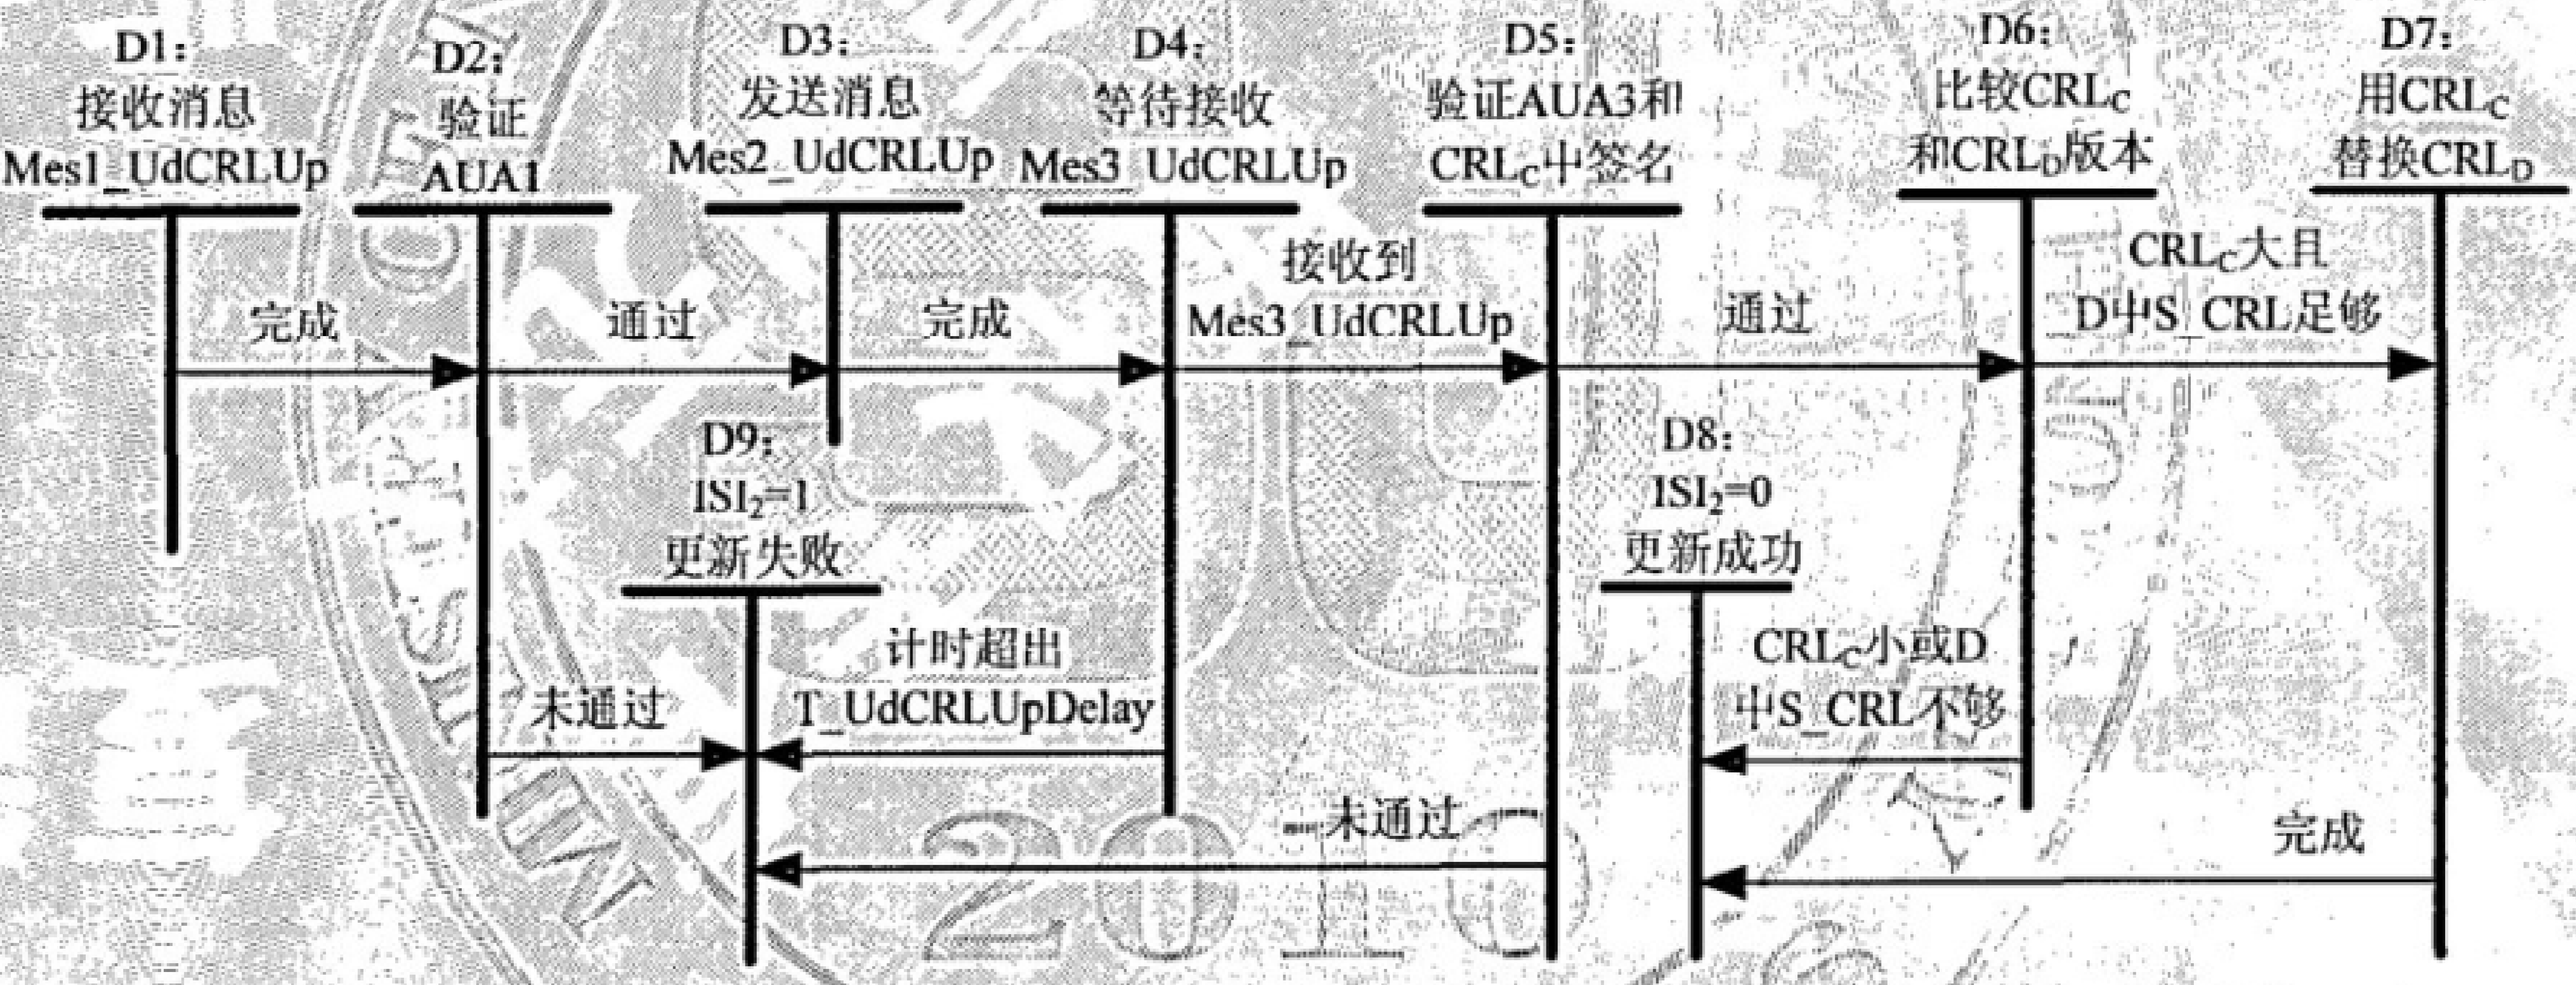 D1:
接收消息
Mes1_UdCRLUp
D2:
验证
AUA1
D3:
发送消息
Mes2_UdCRLUp
D4:
等待接收
Mes3_UdCRLUp
D5:
验证AUA3和
CRLC中签名
D6:
比较CRLC
和CRLD版本
D7:
用CRLC
替换CRLD
完成
通过
完成
接收到
Mes3_UdCRLUp
通过
CRLC大且
D中S_CRL足够
D9:
ISI2=1
更新失败
D8:
ISI2=0
更新成功
未通过
计时超出
T_UdCRLUpDelay
CRLC小或D
中S_CRL不够
未通过
完成
2010